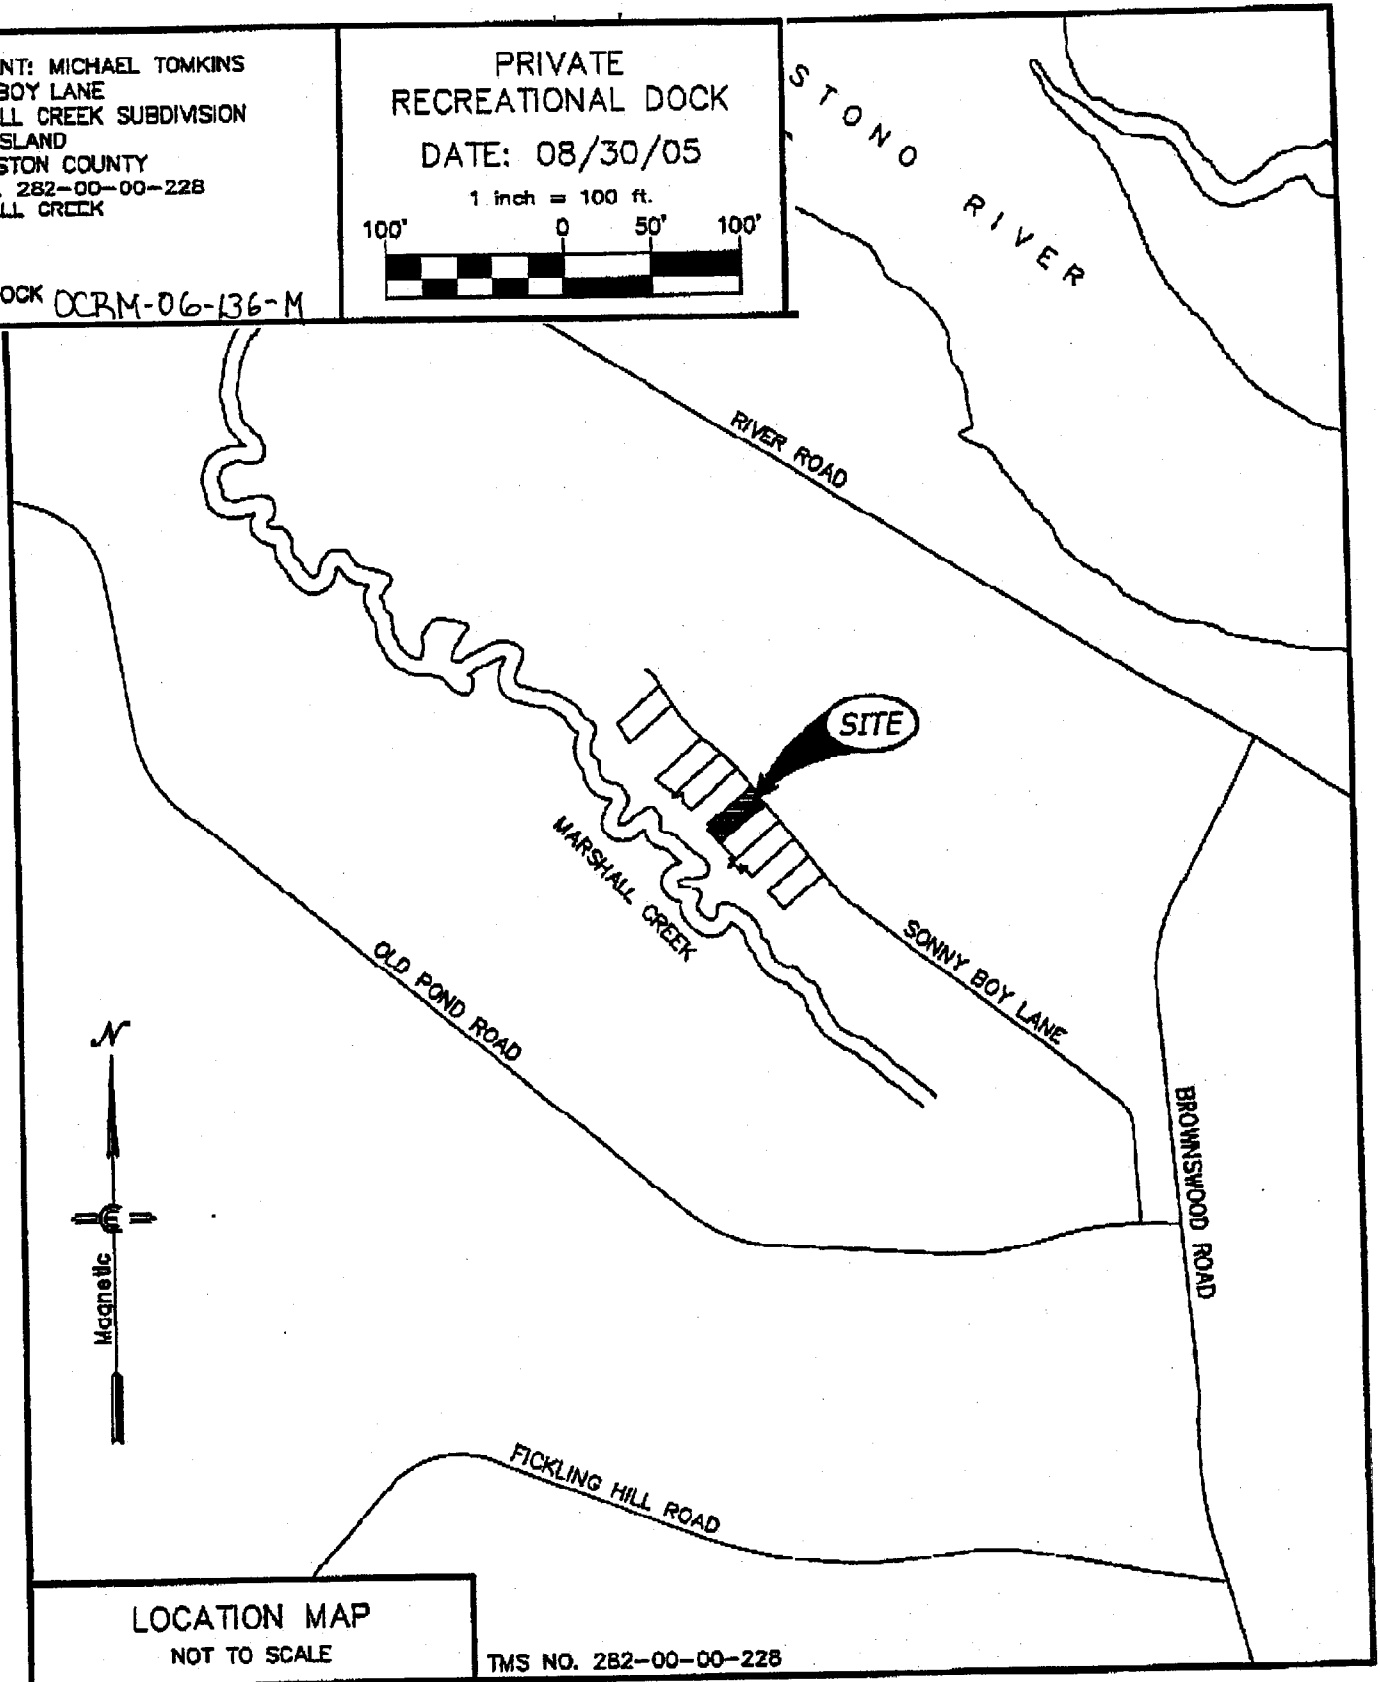 NT: MICHAEL TOMKINS
BOY LANE
LL CREEK SUBDIVISION
SLAND
STON COUNTY
. 282-00-00-228
LL CREEK
OCK OCRM-06-136-M
PRIVATE
RECREATIONAL DOCK
DATE: 08/30/05
1 inch = 100 ft.
100' 0 50' 100'
STONO RIVER
RIVER ROAD
SITE
MARSHALL CREEK
SONNY BOY LANE
OLD POND ROAD
BROWNSWOOD ROAD
N
Magnetic
FICKLING HILL ROAD
LOCATION MAP
NOT TO SCALE
TMS NO. 282-00-00-228